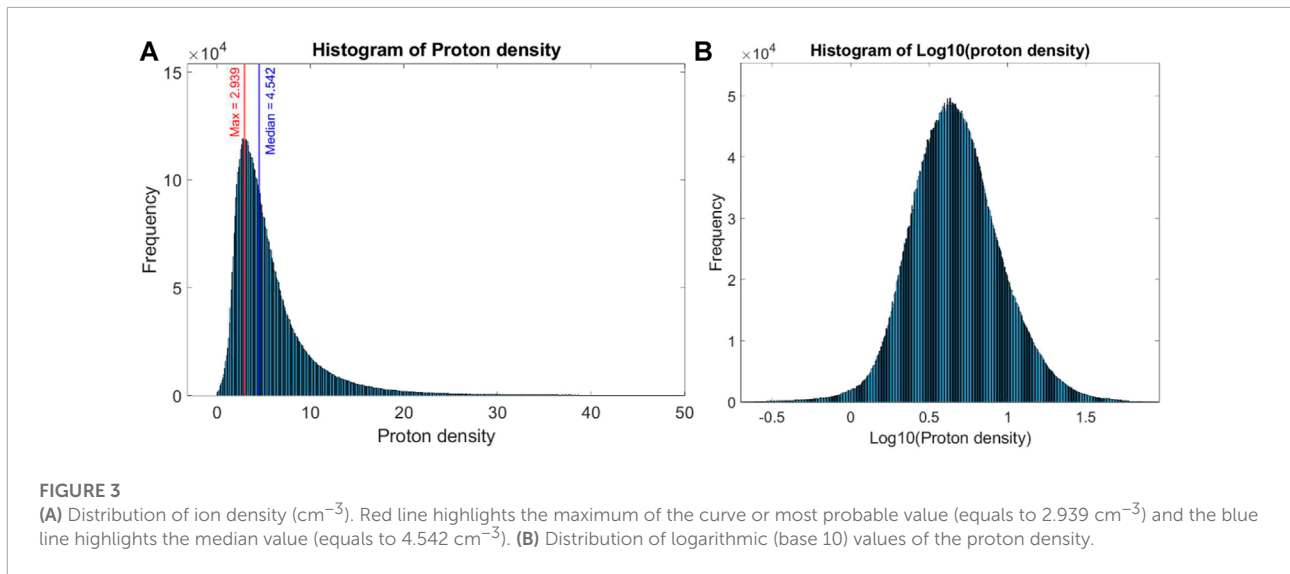 A
Histogram of Proton density
×10⁴
15
10
5
0
Frequency
Max = 2.939
Median = 4.542
0 10 20 30 40 50
Proton density
B
Histogram of Log10(proton density)
×10⁴
5
4
3
2
1
0
Frequency
-0.5 0 0.5 1 1.5
Log10(Proton density)
FIGURE 3
(A) Distribution of ion density (cm⁻³). Red line highlights the maximum of the curve or most probable value (equals to 2.939 cm⁻³) and the blue
line highlights the median value (equals to 4.542 cm⁻³). (B) Distribution of logarithmic (base 10) values of the proton density.